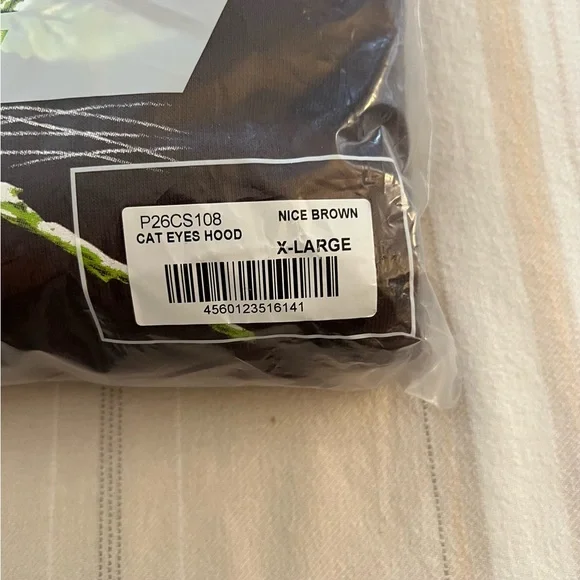 P26CS108 NICE BROWN
CAT EYES HOOD X-LARGE
4560123516141